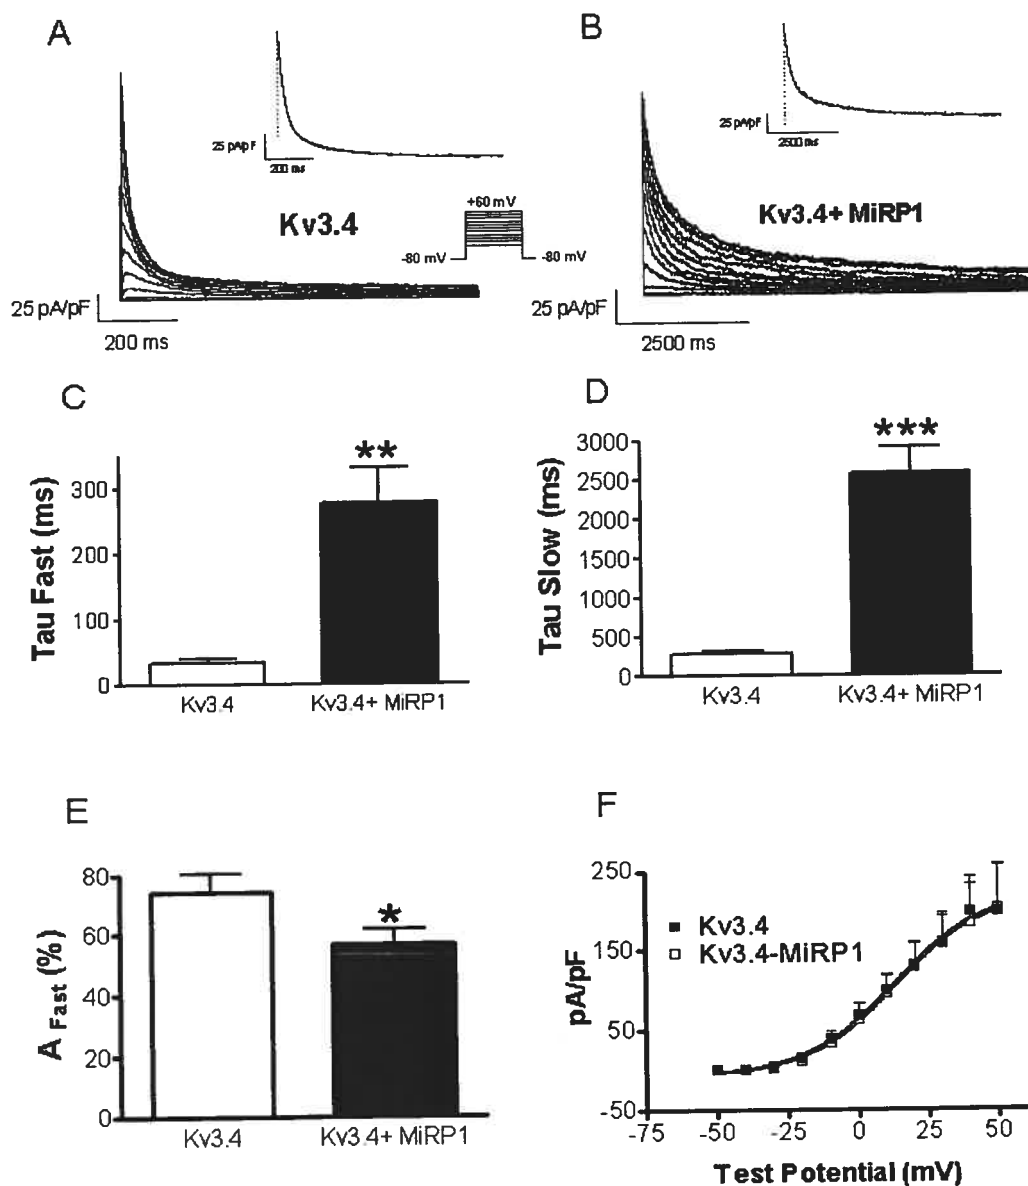 A
25 pA/pF
200 ms
Kv3.4
+60 mV
-80 mV
-80 mV
25 pA/pF
200 ms
B
25 pA/pF
2500 ms
Kv3.4+ MiRP1
25 pA/pF
2500 ms
C
Tau Fast (ms)
300
200
100
0
**
Kv3.4
Kv3.4+ MiRP1
D
Tau Slow (ms)
3000
2500
2000
1500
1000
500
0
***
Kv3.4
Kv3.4+ MiRP1
E
A Fast (%)
80
60
40
20
0
*
Kv3.4
Kv3.4+ MiRP1
F
pA/pF
250
150
50
-50
Kv3.4
Kv3.4-MiRP1
-75
-50
-25
0
25
50
Test Potential (mV)